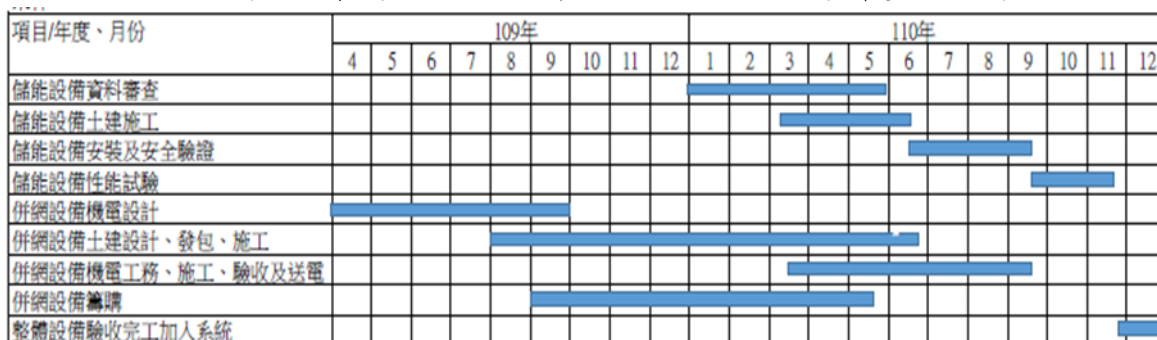 項目/年度、月份 109年 110年
4 5 6 7 8 9 10 11 12 1 2 3 4 5 6 7 8 9 10 11 12
儲能設備資料審查
儲能設備土建施工
儲能設備安裝及安全驗證
儲能設備性能試驗
併網設備機電設計
併網設備土建設計、發包、施工
併網設備機電工務、施工、驗收及送電
併網設備籌購
整體設備驗收完工加入系統